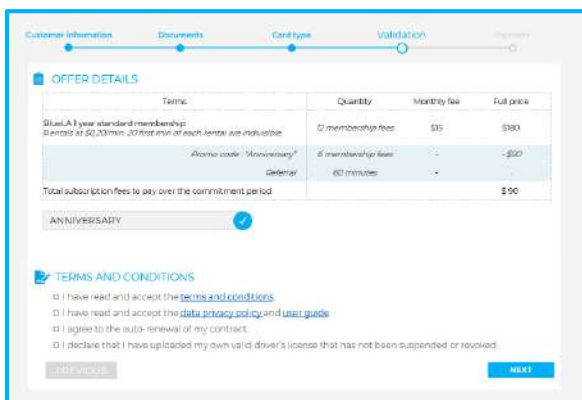 Customer information Documents Card type Validation Payment
OFFER DETAILS
Terms Quantity Monthly fee Full price
BlueLA 1 year standard membership
Rentals at $0,20/min. 20 first min of each rental are indivisible. 12 membership fees $15 $180
Promo code : "Anniversary" 6 membership fees - - $90
Referral 60 minutes - -
Total subscription fees to pay over the commitment period $ 90
ANNIVERSARY
TERMS AND CONDITIONS
I have read and accept the terms and conditions.
I have read and accept the data privacy policy and user guide.
I agree to the auto-renewal of my contract.
I declare that I have uploaded my own valid driver's license that has not been suspended or revoked.
PREVIOUS NEXT